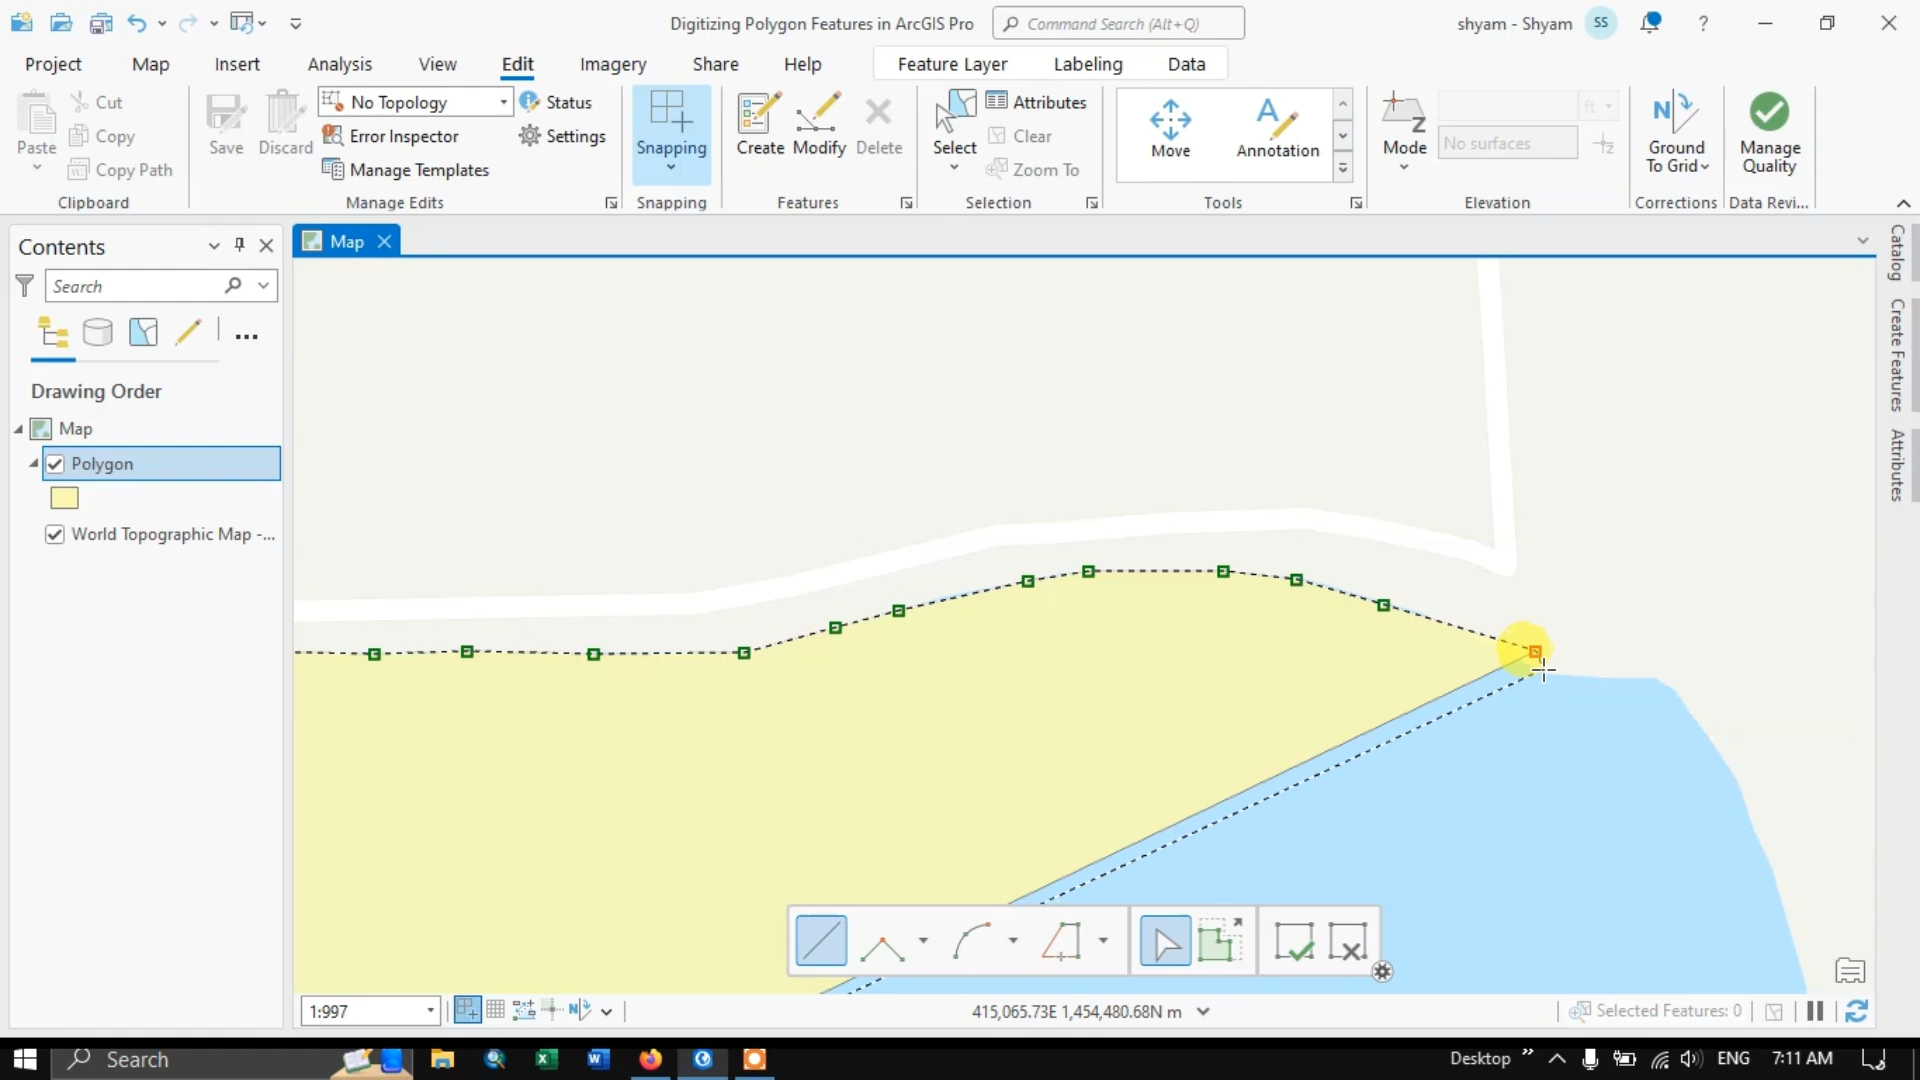 Digitizing Polygon Features in ArcGIS Pro
Command Search (Alt+Q)
shyam - Shyam
SS
?
Project
Map
Insert
Analysis
View
Edit
Imagery
Share
Help
Feature Layer
Labeling
Data
Paste
Cut
Copy
Copy Path
Clipboard
Save
Discard
No Topology
Error Inspector
Manage Templates
Status
Settings
Manage Edits
Snapping
Snapping
Create
Modify
Delete
Features
Select
Attributes
Clear
Zoom To
Selection
Move
Annotation
Tools
Mode
ft
No surfaces
Elevation
Ground
To Grid
Corrections
Manage
Quality
Data Revi...
Contents
Search
Drawing Order
Map
Polygon
World Topographic Map -...
Map
Catalog
Create Features
Attributes
1:997
415,065.73E 1,454,480.68N m
Selected Features: 0
Search
Desktop
ENG
7:11 AM